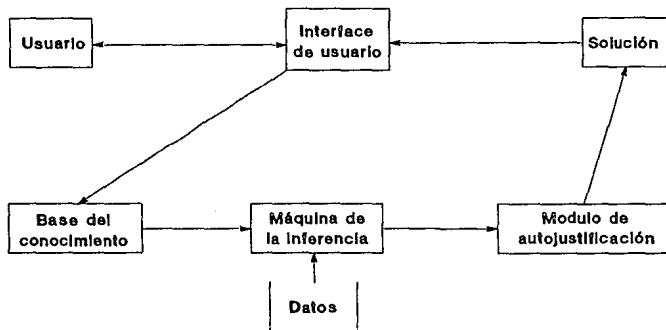 Usuario
Interface
de usuario
Solución
Base del
conocimiento
Máquina de
la inferencia
Modulo de
autojustificación
Datos